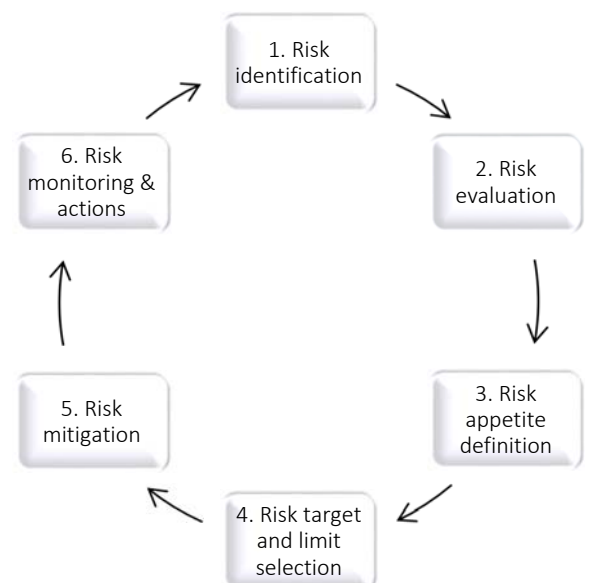 1. Risk
identification
2. Risk
evaluation
3. Risk
appetite
definition
4. Risk target
and limit
selection
5. Risk
mitigation
6. Risk
monitoring &
actions